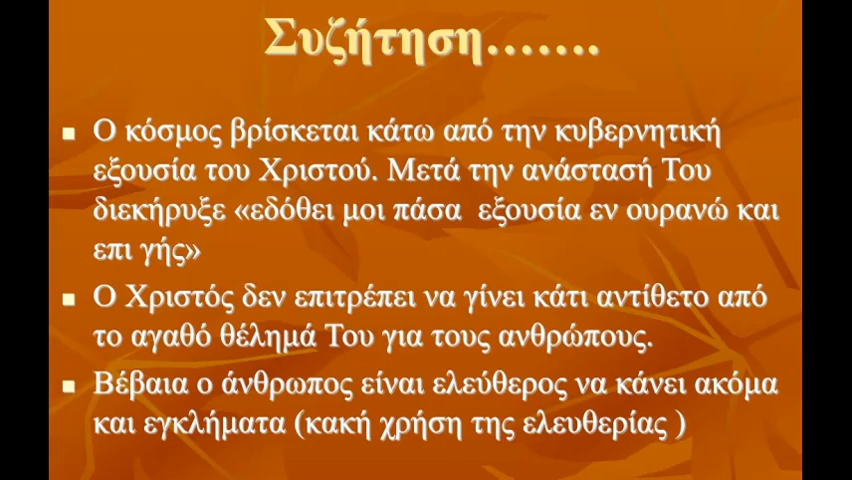 Συζήτηση.......
Ο κόσμος βρίσκεται κάτω από την κυβερνητική
εξουσία του Χριστού. Μετά την ανάστασή Του
διεκήρυξε «εδόθει μοι πάσα εξουσία εν ουρανώ και
επι γής»
Ο Χριστός δεν επιτρέπει να γίνει κάτι αντίθετο από
το αγαθό θέλημά Του για τους ανθρώπους.
Βέβαια ο άνθρωπος είναι ελεύθερος να κάνει ακόμα
και εγκλήματα (κακή χρήση της ελευθερίας )